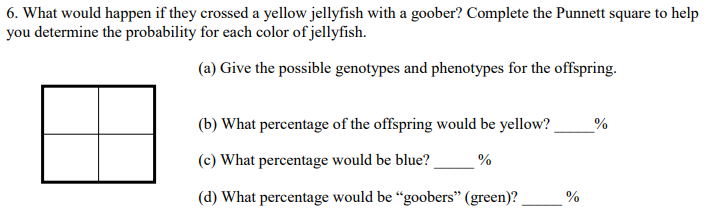 6. What would happen if they crossed a yellow jellyfish with a goober? Complete the Punnett square to help
you determine the probability for each color of jellyfish.
(a) Give the possible genotypes and phenotypes for the offspring.
(b) What percentage of the offspring would be yellow? _____%
(c) What percentage would be blue? _____ %
(d) What percentage would be “goobers” (green)? _____ %